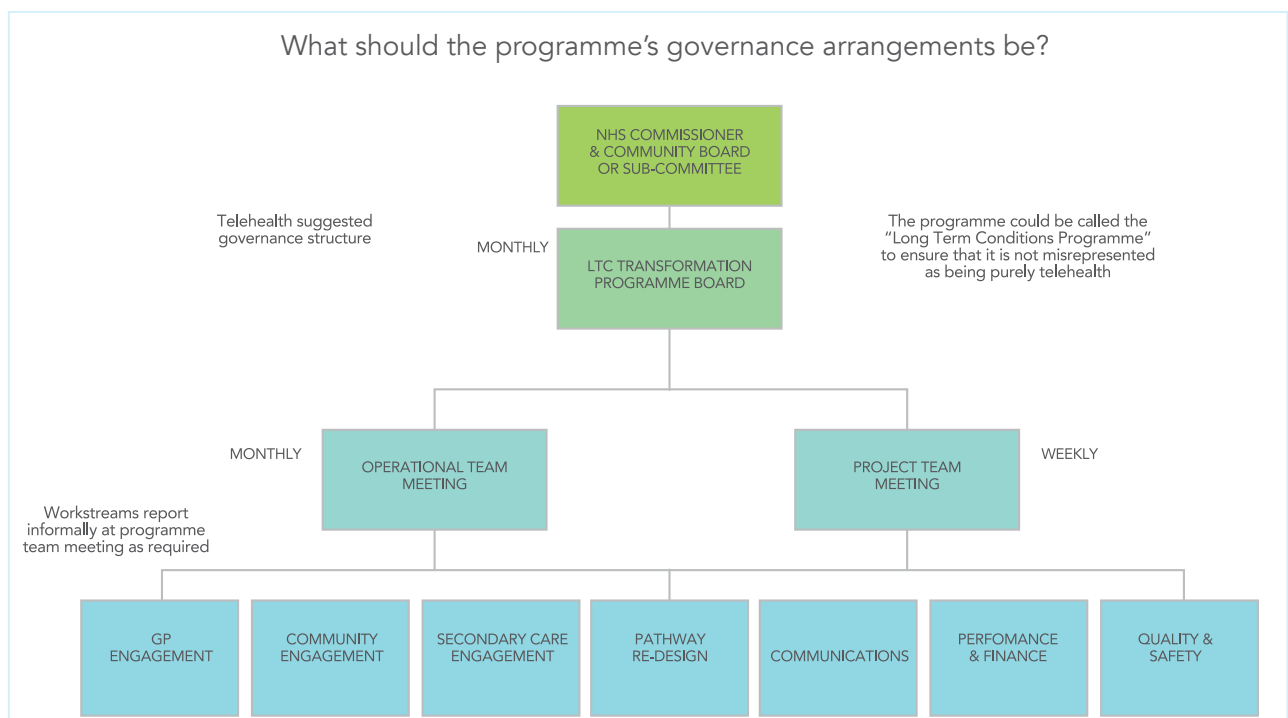 What should the programme's governance arrangements be?
NHS COMMISSIONER
& COMMUNITY BOARD
OR SUB-COMMITTEE
Telehealth suggested
governance structure
The programme could be called the
"Long Term Conditions Programme"
to ensure that it is not misrepresented
as being purely telehealth
MONTHLY
LTC TRANSFORMATION
PROGRAMME BOARD
MONTHLY
OPERATIONAL TEAM
MEETING
PROJECT TEAM
MEETING
WEEKLY
Workstreams report
informally at programme
team meeting as required
GP
ENGAGEMENT
COMMUNITY
ENGAGEMENT
SECONDARY CARE
ENGAGEMENT
PATHWAY
RE-DESIGN
COMMUNICATIONS
PERFOMANCE
& FINANCE
QUALITY &
SAFETY